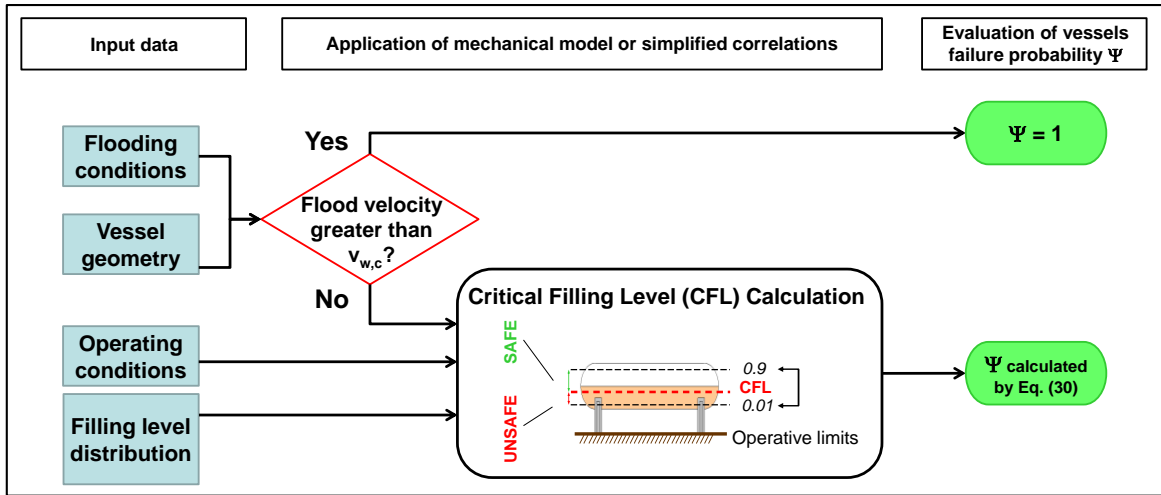 Input data
Application of mechanical model or simplified correlations
Evaluation of vessels
failure probability Ψ
Flooding
conditions
Vessel
geometry
Operating
conditions
Filling level
distribution
Yes
Flood velocity
greater than
v_w,c?
No
Critical Filling Level (CFL) Calculation
SAFE
UNSAFE
0.9
CFL
0.01
Operative limits
Ψ = 1
Ψ calculated
by Eq. (30)